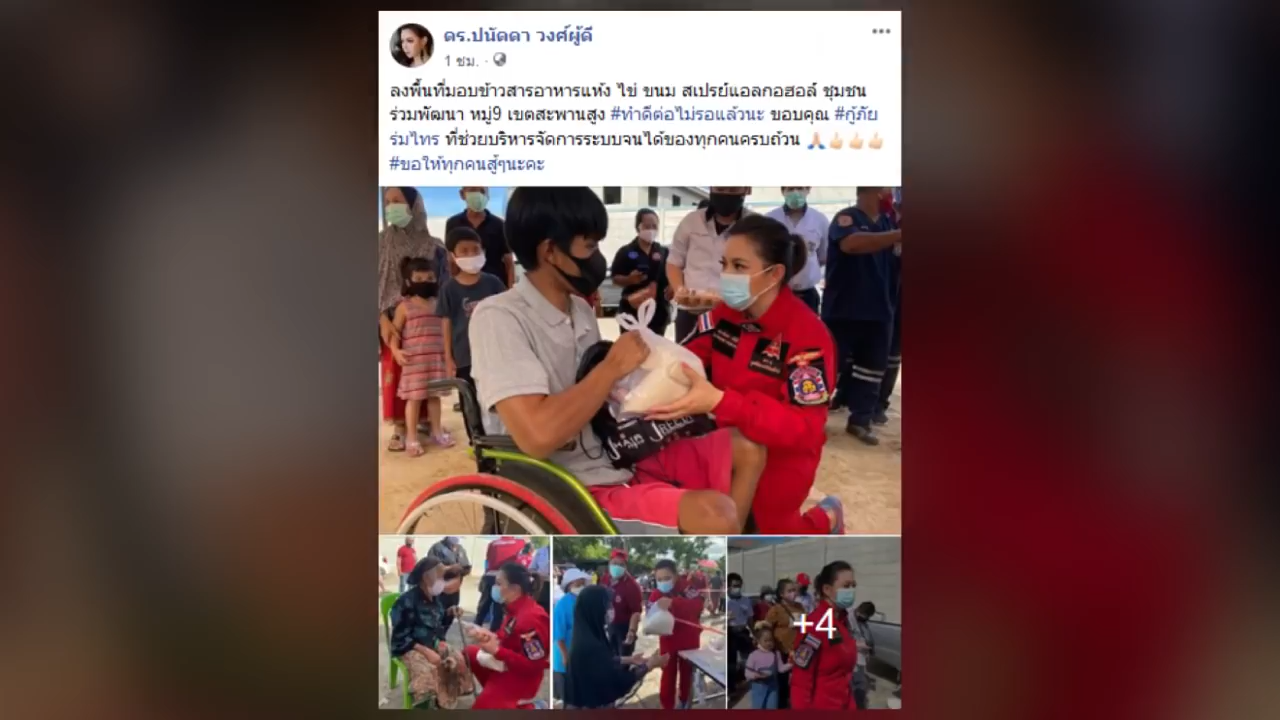 ดร.ปนัดดา วงศ์ผู้ดี
1 ชม. ·
ลงพื้นที่มอบข้าวสารอาหารแห้ง ไข่ ขนม สเปรย์แอลกอฮอล์ ชุมชน
ร่วมพัฒนา หมู่9 เขตสะพานสูง #ทำดีต่อไม่รอแล้วนะ ขอบคุณ #กู้ภัย
ร่มไทร ที่ช่วยบริหารจัดการระบบจนได้ของทุกคนครบถ้วน 🙏🏻👍🏻👍🏻👍🏻
#ขอให้ทุกคนสู้ๆนะคะ
+4